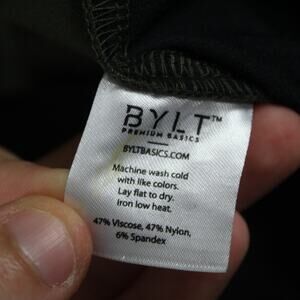 BYLT™
PREMIUM BASICS
BYLTBASICS.COM
Machine wash cold
with like colors.
Lay flat to dry.
Iron low heat.
47% Viscose, 47% Nylon,
6% Spandex